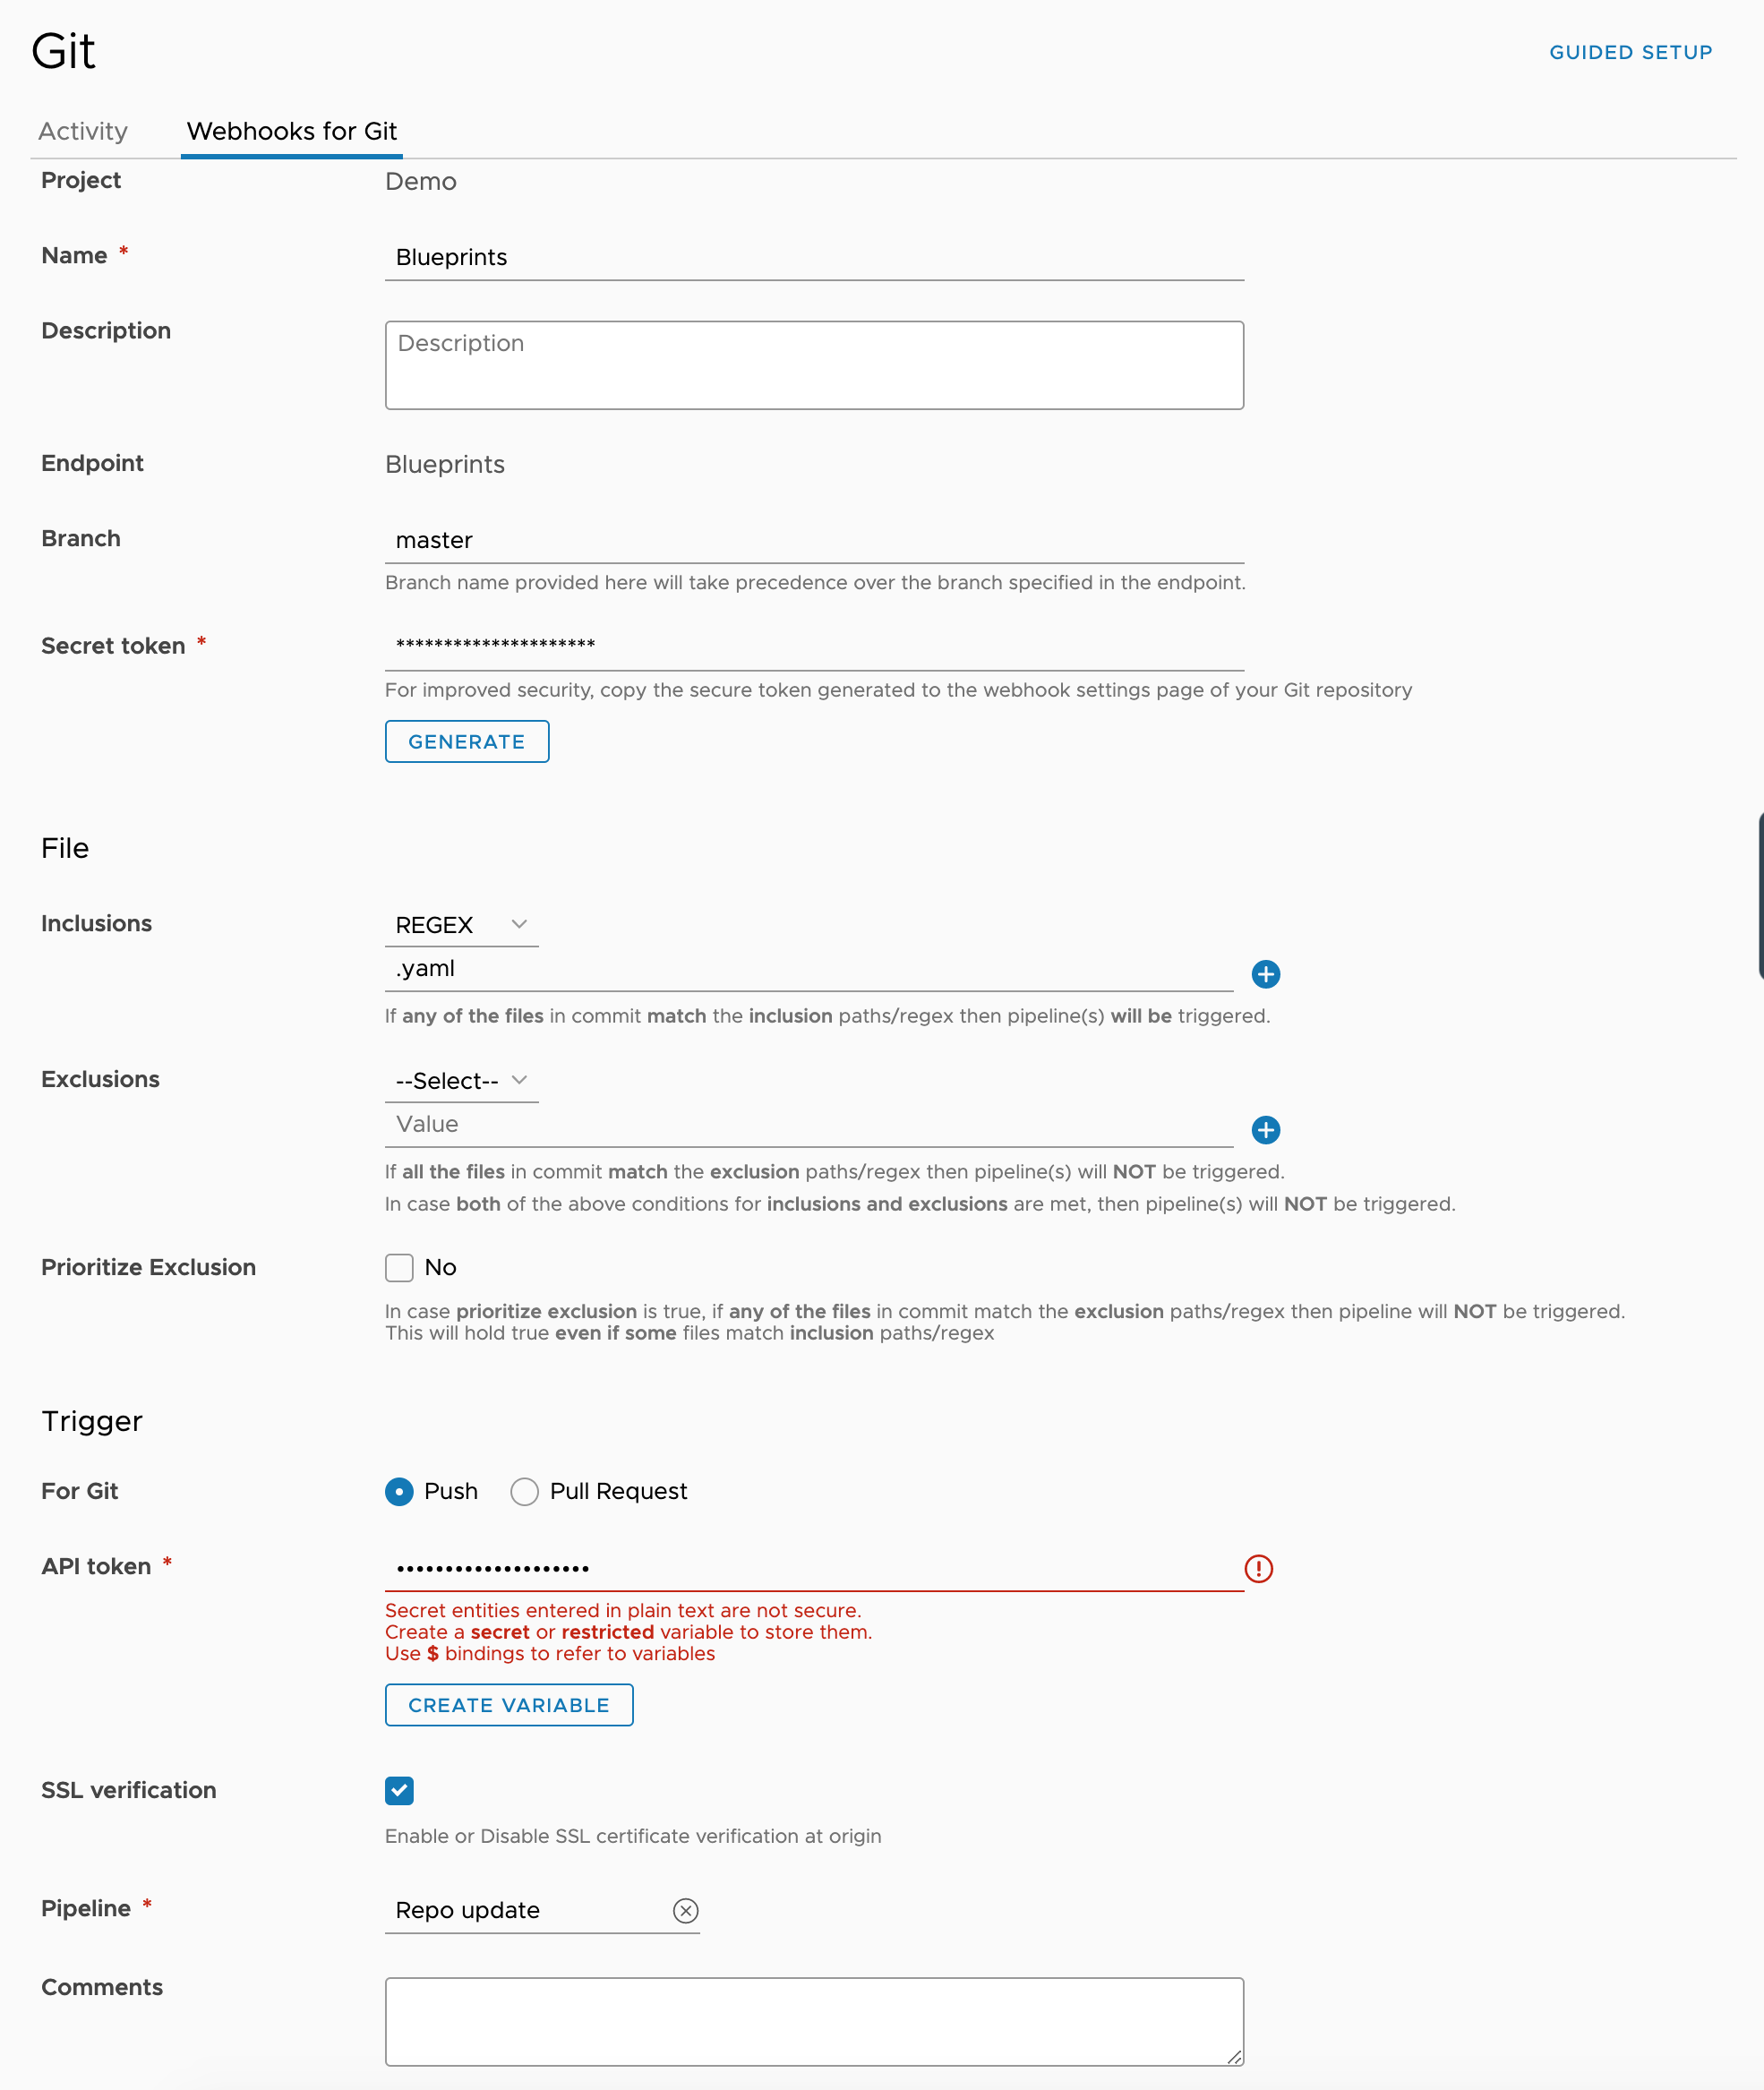 Git
GUIDED SETUP
Activity
Webhooks for Git
Project
Demo
Name *
Blueprints
Description
Description
Endpoint
Blueprints
Branch
master
Branch name provided here will take precedence over the branch specified in the endpoint.
Secret token *
*********************
For improved security, copy the secure token generated to the webhook settings page of your Git repository
GENERATE
File
Inclusions
REGEX
.yaml
If any of the files in commit match the inclusion paths/regex then pipeline(s) will be triggered.
Exclusions
--Select--
Value
If all the files in commit match the exclusion paths/regex then pipeline(s) will NOT be triggered.
In case both of the above conditions for inclusions and exclusions are met, then pipeline(s) will NOT be triggered.
Prioritize Exclusion
No
In case prioritize exclusion is true, if any of the files in commit match the exclusion paths/regex then pipeline will NOT be triggered.
This will hold true even if some files match inclusion paths/regex
Trigger
For Git
Push
Pull Request
API token *
••••••••••••••••••••
Secret entities entered in plain text are not secure.
Create a secret or restricted variable to store them.
Use $ bindings to refer to variables
CREATE VARIABLE
SSL verification
Enable or Disable SSL certificate verification at origin
Pipeline *
Repo update
Comments